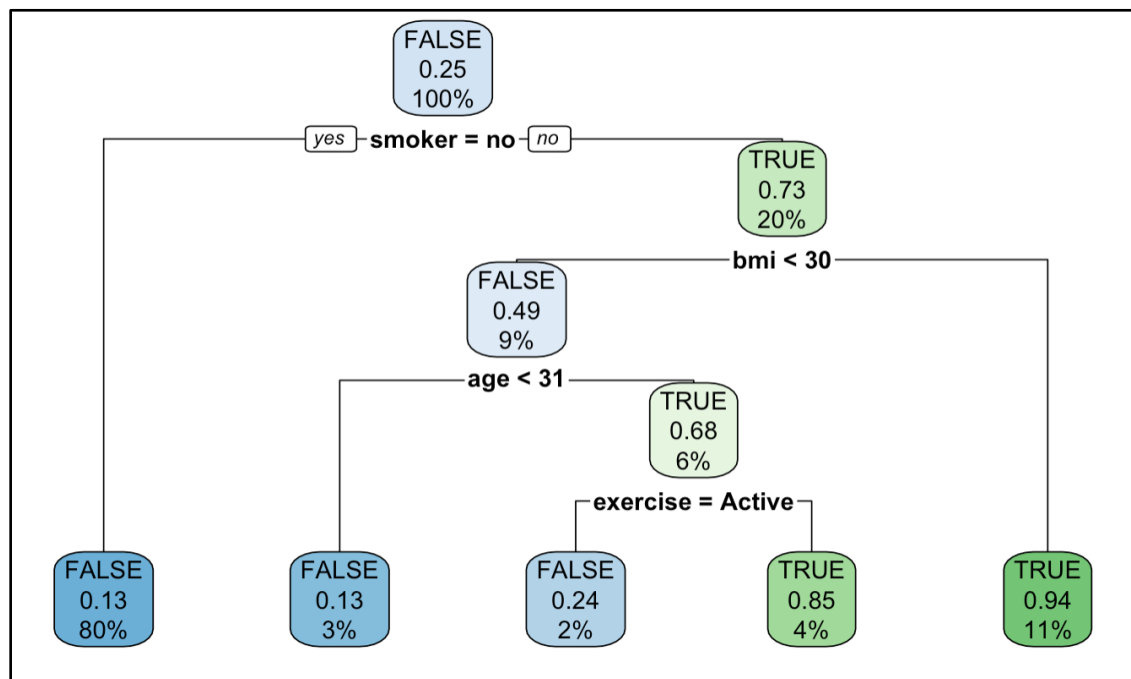 FALSE
0.25
100%
yes smoker = no no
TRUE
0.73
20%
bmi < 30
FALSE
0.49
9%
age < 31
TRUE
0.68
6%
exercise = Active
FALSE
0.13
80%
FALSE
0.13
3%
FALSE
0.24
2%
TRUE
0.85
4%
TRUE
0.94
11%